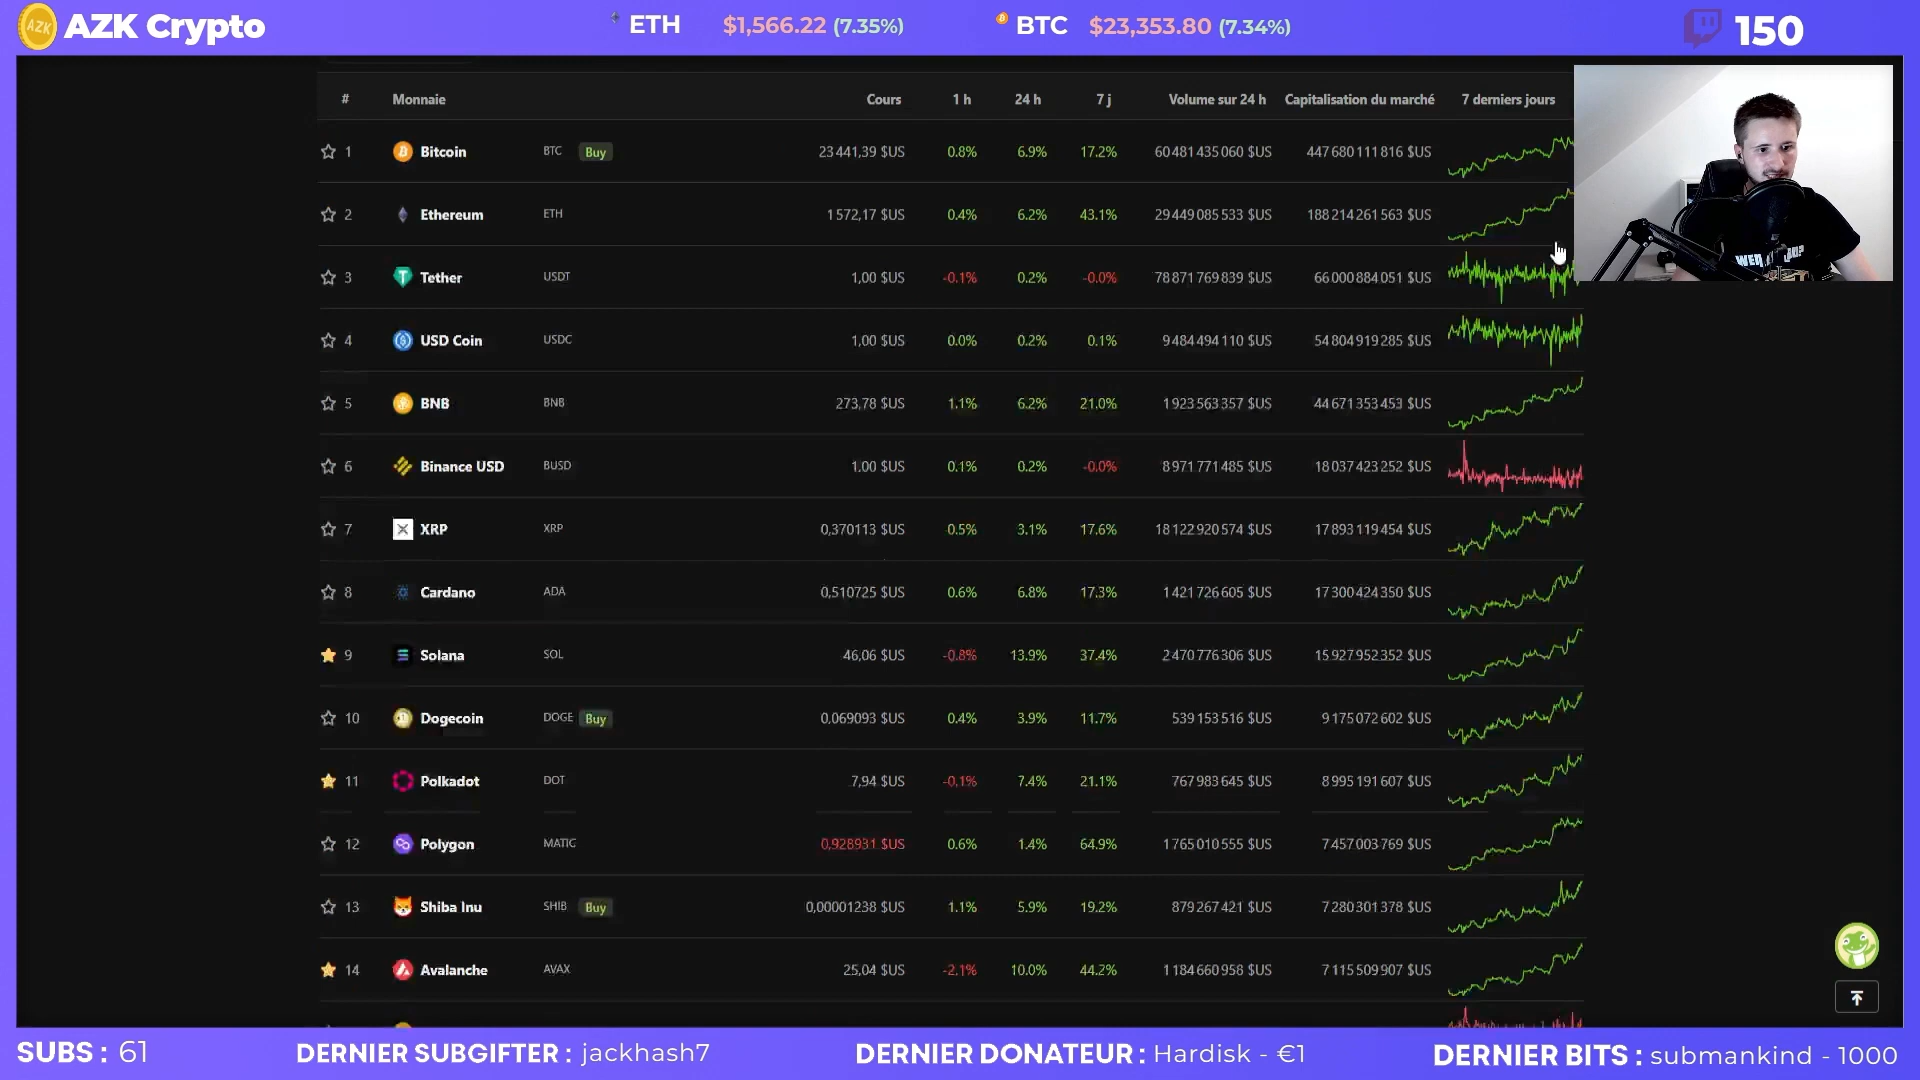 AZK Crypto ETH $1,566.22 (7.35%) BTC $23,353.80 (7.34%) 150
# Monnaie Cours 1 h 24 h 7 j Volume sur 24 h Capitalisation du marché 7 derniers jours
1 Bitcoin BTC Buy 23 441,39 $US 0.8% 6.9% 17.2% 60 481 435 060 $US 447 680 111 816 $US
2 Ethereum ETH 1 572,17 $US 0.4% 6.2% 43.1% 29 449 085 533 $US 188 214 261 563 $US
3 Tether USDT 1,00 $US -0.1% 0.2% -0.0% 78 871 769 839 $US 66 000 884 051 $US
4 USD Coin USDC 1,00 $US 0.0% 0.2% 0.1% 9 484 494 110 $US 54 804 919 285 $US
5 BNB BNB 273,78 $US 1.1% 6.2% 21.0% 1 923 563 357 $US 44 671 353 453 $US
6 Binance USD BUSD 1,00 $US 0.1% 0.2% -0.0% 8 971 771 485 $US 18 037 423 252 $US
7 XRP XRP 0,370113 $US 0.5% 3.1% 17.6% 18 122 920 574 $US 17 893 119 454 $US
8 Cardano ADA 0,510725 $US 0.6% 6.8% 17.3% 1 421 726 605 $US 17 300 424 350 $US
9 Solana SOL 46,06 $US -0.8% 13.9% 37.4% 2 470 776 306 $US 15 927 952 352 $US
10 Dogecoin DOGE Buy 0,069093 $US 0.4% 3.9% 11.7% 539 153 516 $US 9 175 072 602 $US
11 Polkadot DOT 7,94 $US -0.1% 7.4% 21.1% 767 983 645 $US 8 995 191 607 $US
12 Polygon MATIC 0,928931 $US 0.6% 1.4% 64.9% 1 765 010 555 $US 7 457 003 769 $US
13 Shiba Inu SHIB Buy 0,00001238 $US 1.1% 5.9% 19.2% 879 267 421 $US 7 280 301 378 $US
14 Avalanche AVAX 25,04 $US -2.1% 10.0% 44.2% 1 184 660 958 $US 7 115 509 907 $US
SUBS : 61 DERNIER SUBGIFTER : jackhash7 DERNIER DONATEUR : Hardisk - €1 DERNIER BITS : submankind - 1000